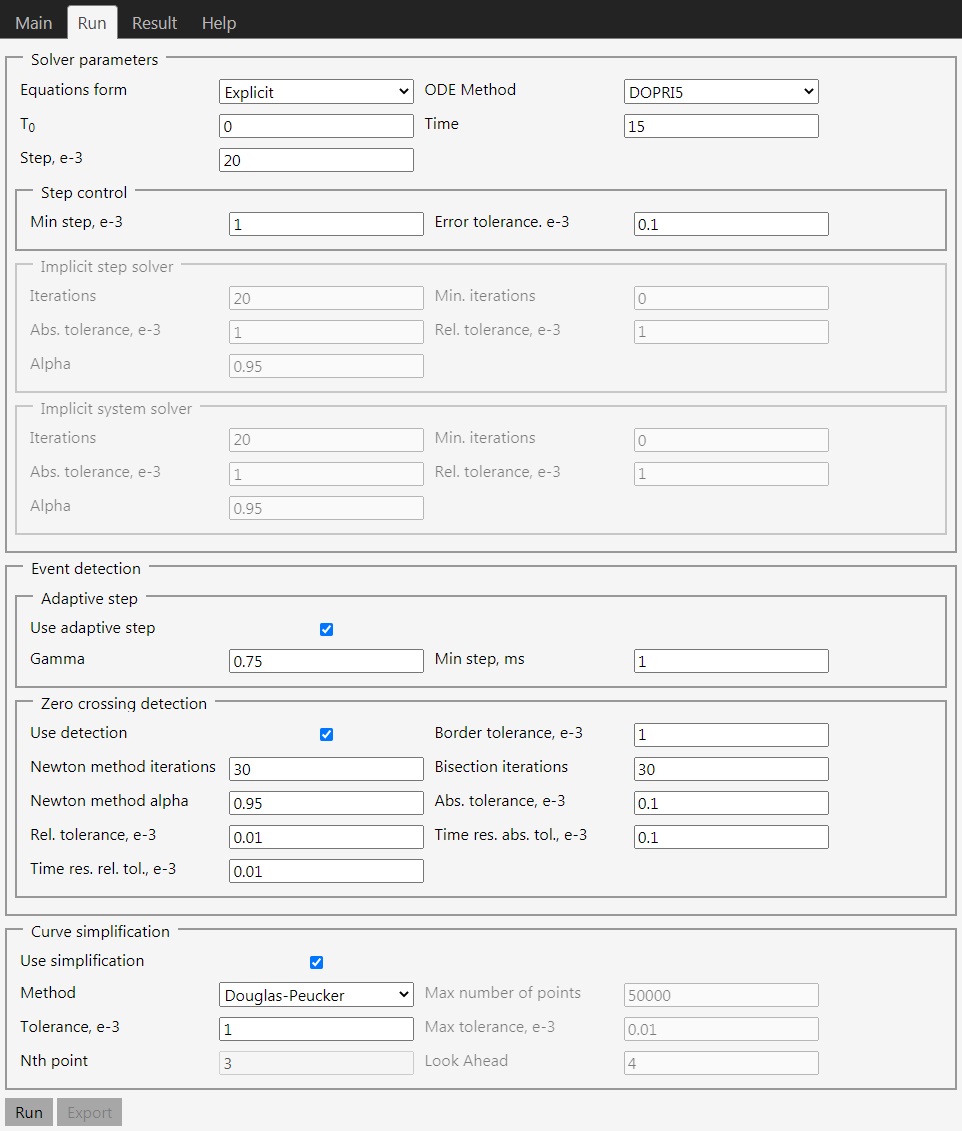 Main Run Result Help
Solver parameters
Equations form Explicit ODE Method DOPRI5
T0 0 Time 15
Step, e-3 20
Step control
Min step, e-3 1 Error tolerance. e-3 0.1
Implicit step solver
Iterations 20 Min. iterations 0
Abs. tolerance, e-3 1 Rel. tolerance, e-3 1
Alpha 0.95
Implicit system solver
Iterations 20 Min. iterations 0
Abs. tolerance, e-3 1 Rel. tolerance, e-3 1
Alpha 0.95
Event detection
Adaptive step
Use adaptive step
Gamma 0.75 Min step, ms 1
Zero crossing detection
Use detection Border tolerance, e-3 1
Newton method iterations 30 Bisection iterations 30
Newton method alpha 0.95 Abs. tolerance, e-3 0.1
Rel. tolerance, e-3 0.01 Time res. abs. tol., e-3 0.1
Time res. rel. tol., e-3 0.01
Curve simplification
Use simplification
Method Douglas-Peucker Max number of points 50000
Tolerance, e-3 1 Max tolerance, e-3 0.01
Nth point 3 Look Ahead 4
Run Export